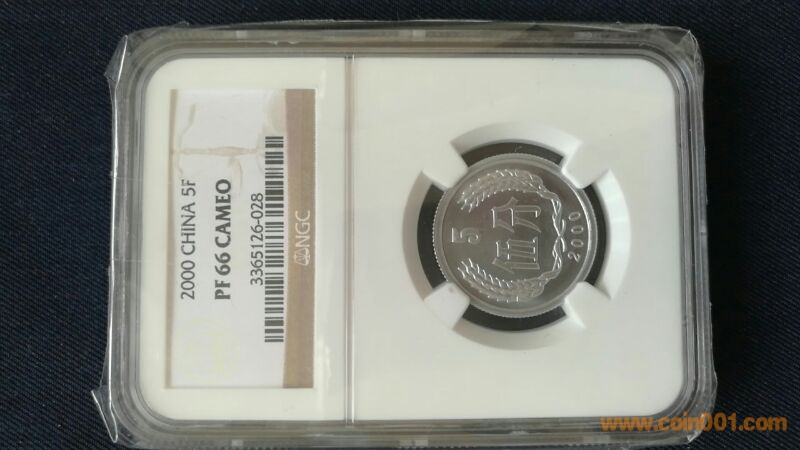 2000 CHINA 5F
PF 66 CAMEO
3365126-028
NGC
5
伍分
2000
www.coin001.com